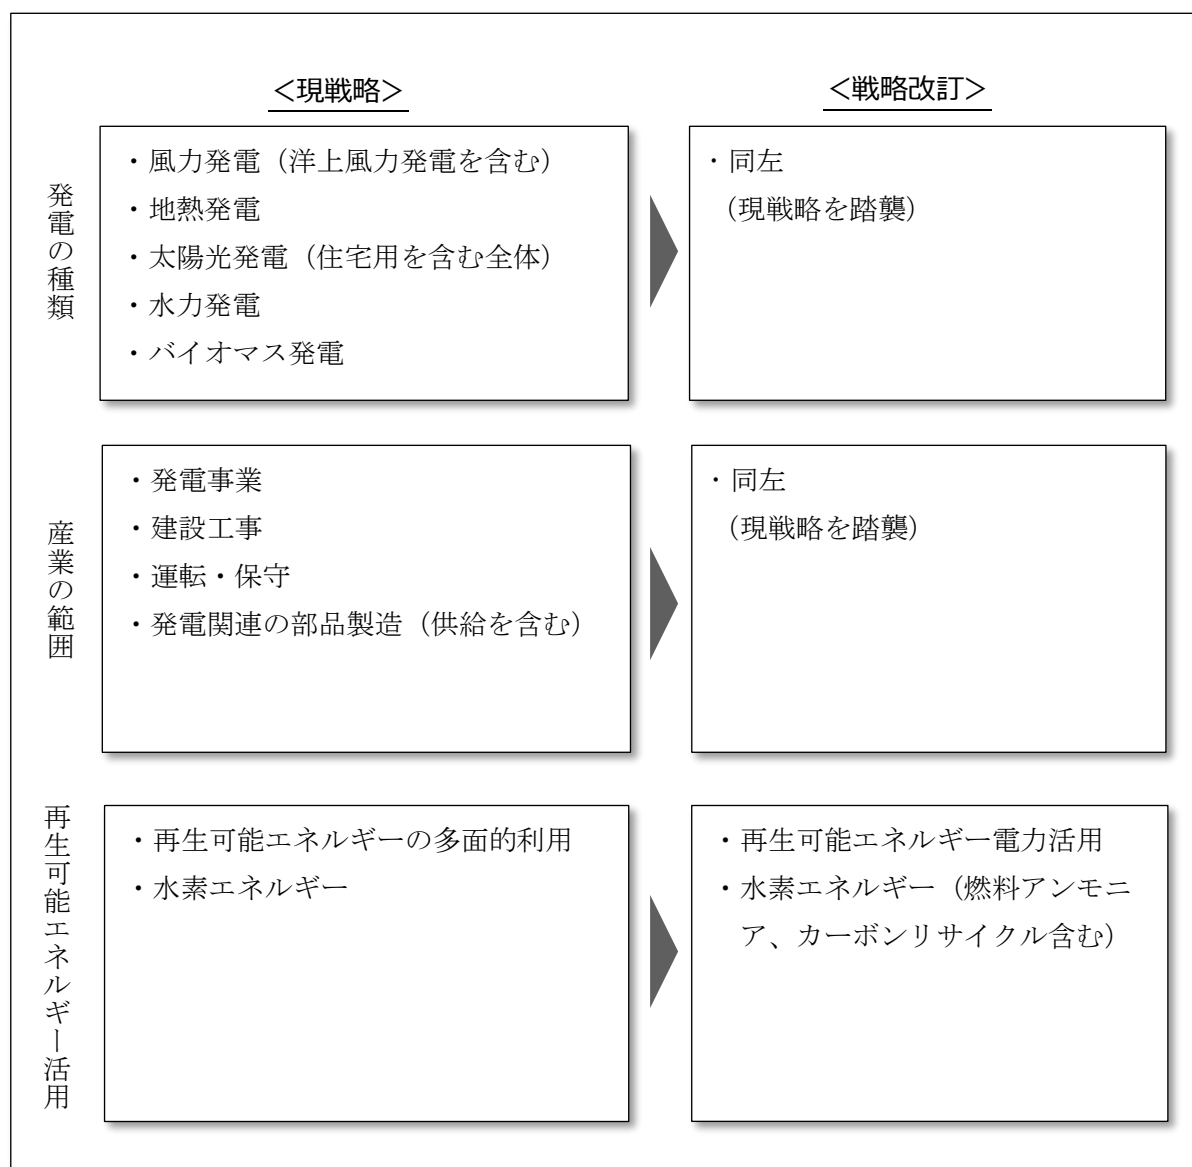 ＜現戦略＞
＜戦略改訂＞
発電の種類
・風力発電（洋上風力発電を含む）
・地熱発電
・太陽光発電（住宅用を含む全体）
・水力発電
・バイオマス発電
・同左
（現戦略を踏襲）
産業の範囲
・発電事業
・建設工事
・運転・保守
・発電関連の部品製造（供給を含む）
・同左
（現戦略を踏襲）
再生可能エネルギー活用
・再生可能エネルギーの多面的利用
・水素エネルギー
・再生可能エネルギー電力活用
・水素エネルギー（燃料アンモニ
ア、カーボンリサイクル含む）